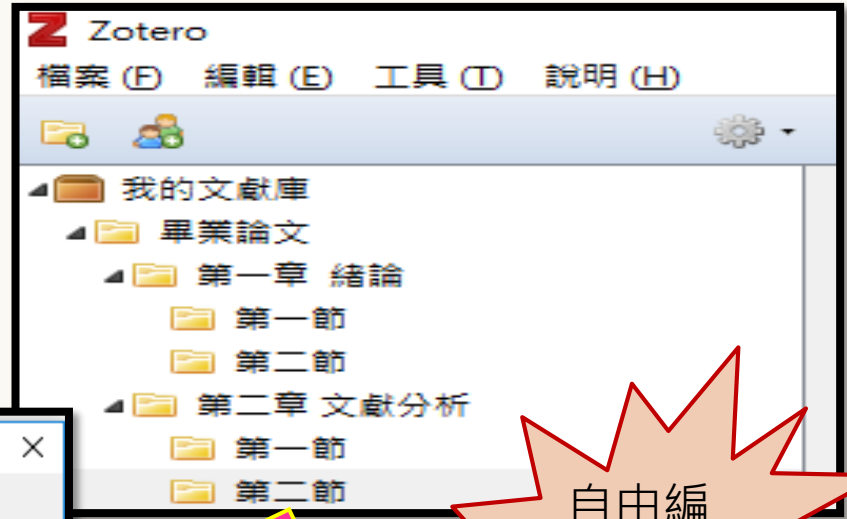 Zotero
檔案(F) 編輯(E) 工具(T) 說明(H)
我的文獻庫
畢業論文
第一章 緒論
第一節
第二節
第二章 文獻分析
第一節
第二節
自由編